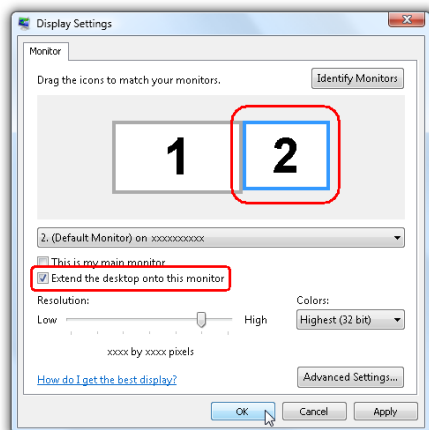 Display Settings
Monitor
Drag the icons to match your monitors.
Identify Monitors
1
2
2. (Default Monitor) on xxxxxxxxxx
This is my main monitor
Extend the desktop onto this monitor
Resolution:
Colors:
Low
High
Highest (32 bit)
xxxx by xxxx pixels
How do I get the best display?
Advanced Settings...
OK
Cancel
Apply